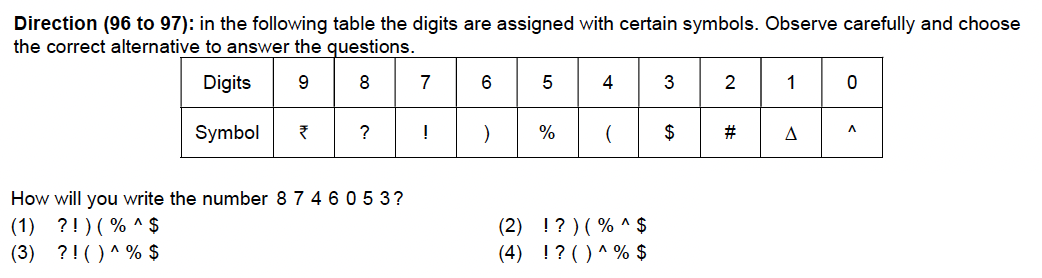 Direction (96 to 97): in the following table the digits are assigned with certain symbols. Observe carefully and choose
the correct alternative to answer the questions.
Digits 9 8 7 6 5 4 3 2 1 0
Symbol ₹ ? ! ) % ( $ # Δ ^
How will you write the number 8 7 4 6 0 5 3?
(1) ? ! ) ( % ^ $ (2) ! ? ) ( % ^ $
(3) ? ! ( ) ^ % $ (4) ! ? ( ) ^ % $